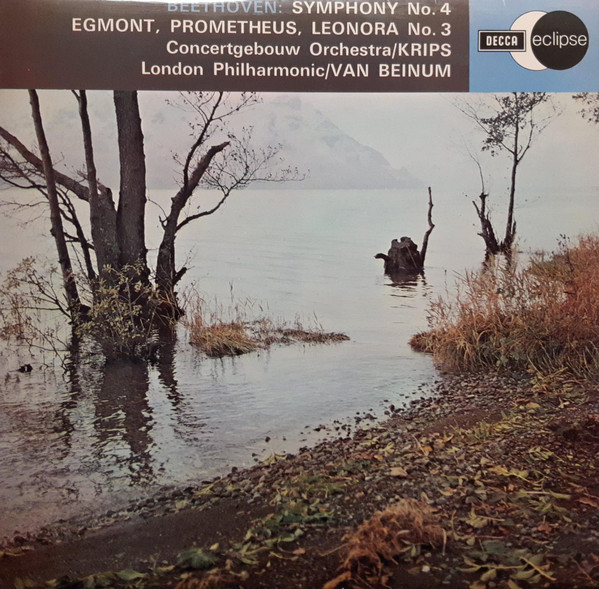 BEETHOVEN: SYMPHONY No. 4
EGMONT, PROMETHEUS, LEONORA No. 3
Concertgebouw Orchestra/KRIPS
London Philharmonic/VAN BEINUM
DECCA eclipse